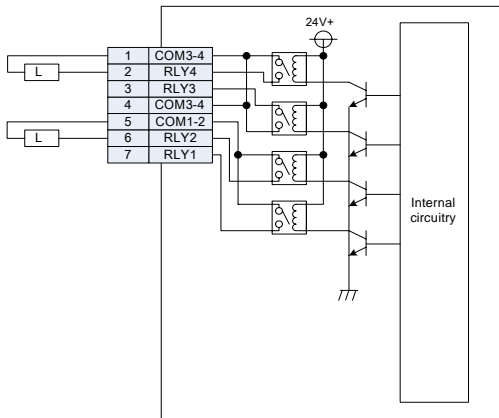 24V+
1 COM3-4
L 2 RLY4
3 RLY3
4 COM3-4
5 COM1-2
L 6 RLY2
7 RLY1
Internal
circuitry